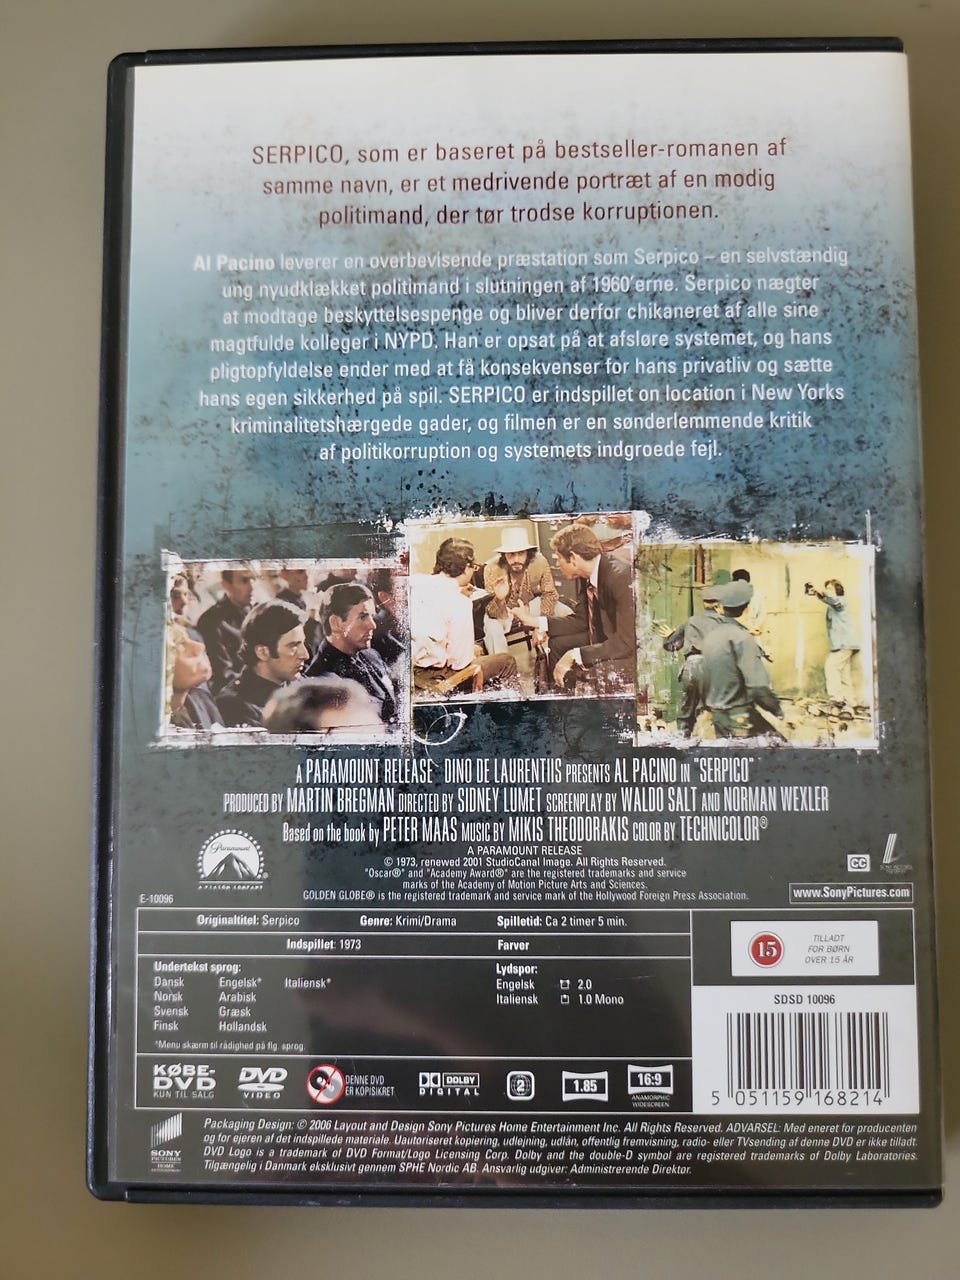 SERPICO, som er baseret på bestseller-romanen af
samme navn, er et medrivende portræt af en modig
politimand, der tør trodse korruptionen.
Al Pacino leverer en overbevisende præstation som Serpico – en selvstændig
ung nyudklækket politimand i slutningen af 1960'erne. Serpico nægter
at modtage beskyttelsespenge og bliver derfor chikaneret af alle sine
magtfulde kolleger i NYPD. Han er opsat på at afsløre systemet, og hans
pligtopfyldelse ender med at få konsekvenser for hans privatliv og sætte
hans egen sikkerhed på spil. SERPICO er indspillet on location i New Yorks
kriminalitetshærgede gader, og filmen er en sønderlemmende kritik
af politikorruption og systemets indgroede fejl.
A PARAMOUNT RELEASE DINO DE LAURENTIIS PRESENTS AL PACINO IN "SERPICO"
PRODUCED BY MARTIN BREGMAN DIRECTED BY SIDNEY LUMET SCREENPLAY BY WALDO SALT AND NORMAN WEXLER
Based on the book by PETER MAAS MUSIC BY MIKIS THEODORAKIS COLOR BY TECHNICOLOR®
A PARAMOUNT RELEASE
© 1973, renewed 2001 StudioCanal Image. All Rights Reserved.
"Oscar®" and "Academy Award®" are the registered trademarks and service
marks of the Academy of Motion Picture Arts and Sciences.
GOLDEN GLOBE® is the registered trademark and service mark of the Hollywood Foreign Press Association.
Paramount
CC
www.SonyPictures.com
E-10096
Originaltitel: Serpico Genre: Krimi/Drama Spilletid: Ca 2 timer 5 min.
Indspillet: 1973 Farver
Undertekst sprog:
Dansk Engelsk* Italiensk*
Norsk Arabisk
Svensk Græsk
Finsk Hollandsk
*Menu skærm til rådighed på flg. sprog.
Lydspor:
Engelsk 2.0
Italiensk 1.0 Mono
15
TILLADT
FOR BØRN
OVER 15 ÅR
SDSD 10096
5 051159 168214
KØBE-
DVD
KUN TIL SALG
DVD
VIDEO
DENNE DVD
ER KOPISIKRET
DOLBY
DIGITAL
2
1.85
16:9
ANAMORPHIC
WIDESCREEN
SONY
PICTURES
HOME
ENTERTAINMENT
Packaging Design: © 2006 Layout and Design Sony Pictures Home Entertainment Inc. All Rights Reserved. ADVARSEL: Med eneret for producenten
og for ejeren af det indspillede materiale. Uautoriseret kopiering, udlejning, udlån, offentlig fremvisning, radio- eller TVsending af denne DVD er ikke tilladt.
DVD Logo is a trademark of DVD Format/Logo Licensing Corp. Dolby and the double-D symbol are registered trademarks of Dolby Laboratories.
Tilgængelig i Danmark eksklusivt gennem SPHE Nordic AB. Ansvarlig udgiver: Administrerende Direktor.